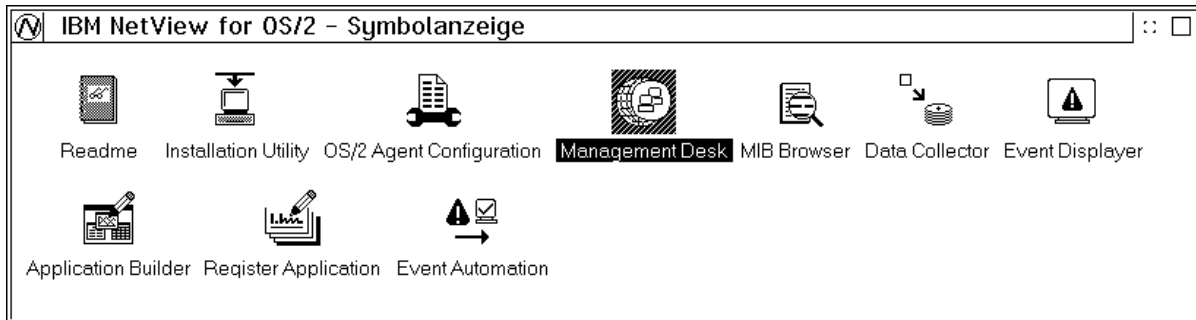 IBM NetView for OS/2 - Symbolanzeige
Readme Installation Utility OS/2 Agent Configuration Management Desk MIB Browser Data Collector Event Displayer
Application Builder Register Application Event Automation